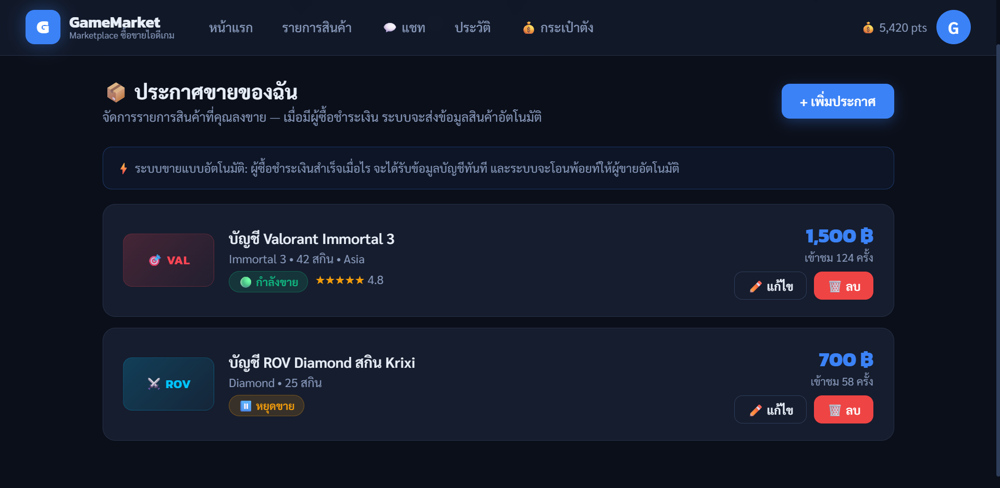 G
GameMarket
Marketplace ซื้อขายไอดีเกม
หน้าแรก
รายการสินค้า
💬 แชท
ประวัติ
💰 กระเป๋าตัง
💰 5,420 pts
G
📦 ประกาศขายของฉัน
จัดการรายการสินค้าที่คุณลงขาย — เมื่อมีผู้ซื้อชำระเงิน ระบบจะส่งข้อมูลสินค้าอัตโนมัติ
+ เพิ่มประกาศ
⚡ ระบบขายแบบอัตโนมัติ: ผู้ซื้อชำระเงินสำเร็จเมื่อไร จะได้รับข้อมูลบัญชีทันที และระบบจะโอนพ้อยท์ให้ผู้ขายอัตโนมัติ
🎯 VAL
บัญชี Valorant Immortal 3
Immortal 3 • 42 สกิน • Asia
🟢 กำลังขาย
★★★★★ 4.8
1,500 ฿
เข้าชม 124 ครั้ง
✏️ แก้ไข
🗑️ ลบ
⚔️ ROV
บัญชี ROV Diamond สกิน Krixi
Diamond • 25 สกิน
⏸️ หยุดขาย
700 ฿
เข้าชม 58 ครั้ง
✏️ แก้ไข
🗑️ ลบ